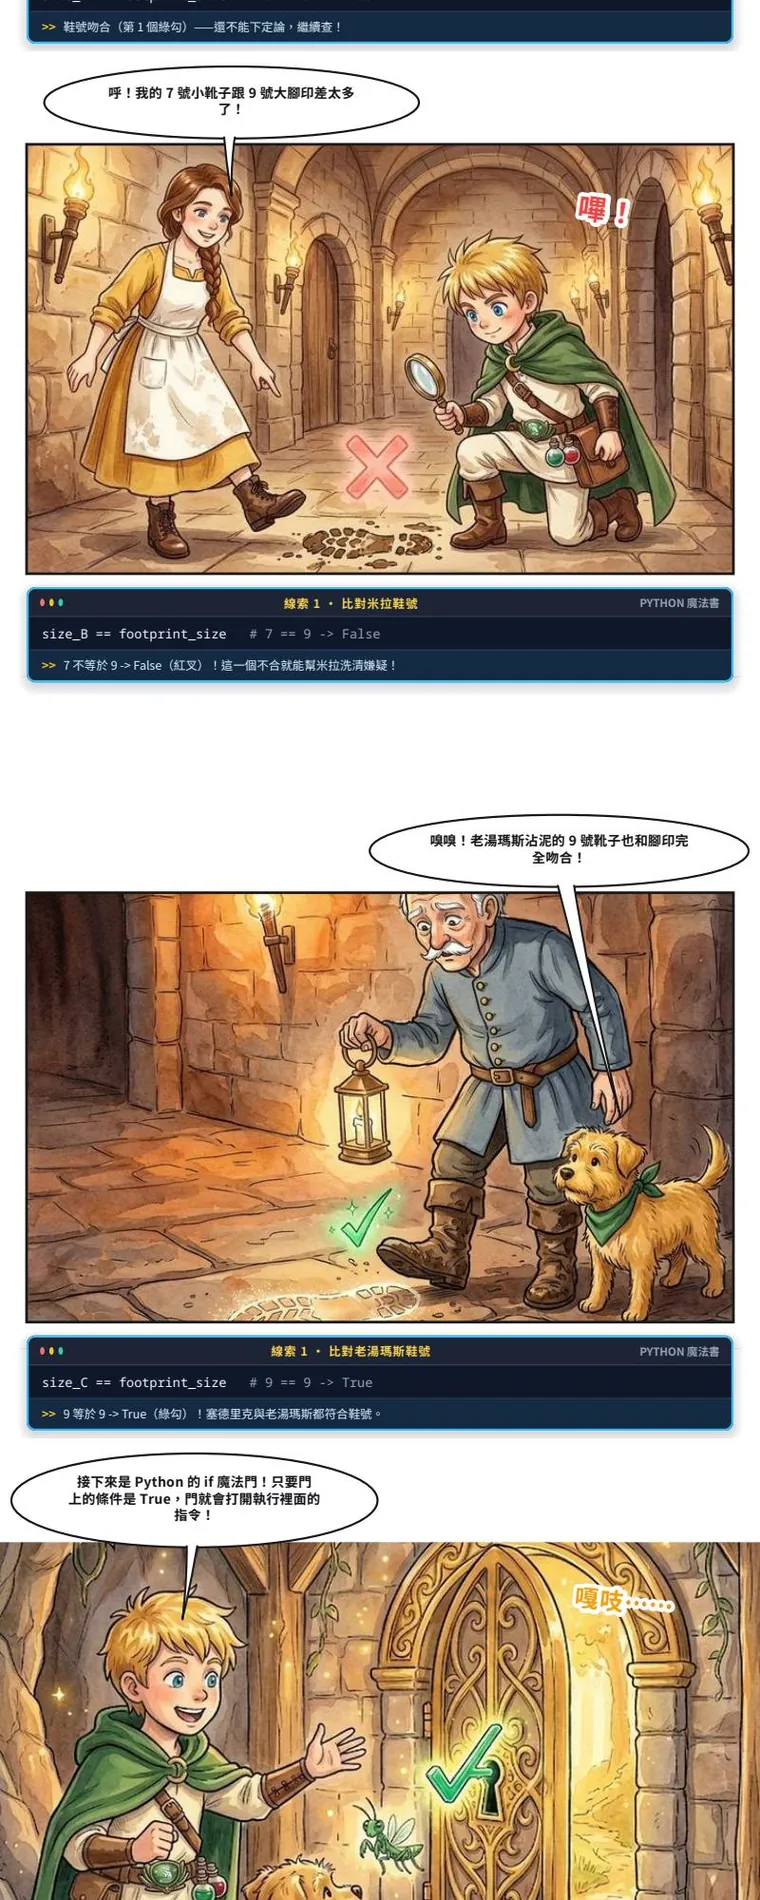 >> 鞋號吻合（第 1 個綠勾）——還不能下定論，繼續查！
呼！我的 7 號小靴子跟 9 號大腳印差太多
了！
嗶！
線索 1 · 比對米拉鞋號
PYTHON 魔法書
size_B == footprint_size # 7 == 9 -> False
>> 7 不等於 9 -> False（紅叉）！這一個不合就能幫米拉洗清嫌疑！
嗅嗅！老湯瑪斯沾泥的 9 號靴子也和腳印完
全吻合！
線索 1 · 比對老湯瑪斯鞋號
PYTHON 魔法書
size_C == footprint_size # 9 == 9 -> True
>> 9 等於 9 -> True（綠勾）！塞德里克與老湯瑪斯都符合鞋號。
接下來是 Python 的 if 魔法門！只要門
上的條件是 True，門就會打開執行裡面的
指令！
嘎吱⋯⋯